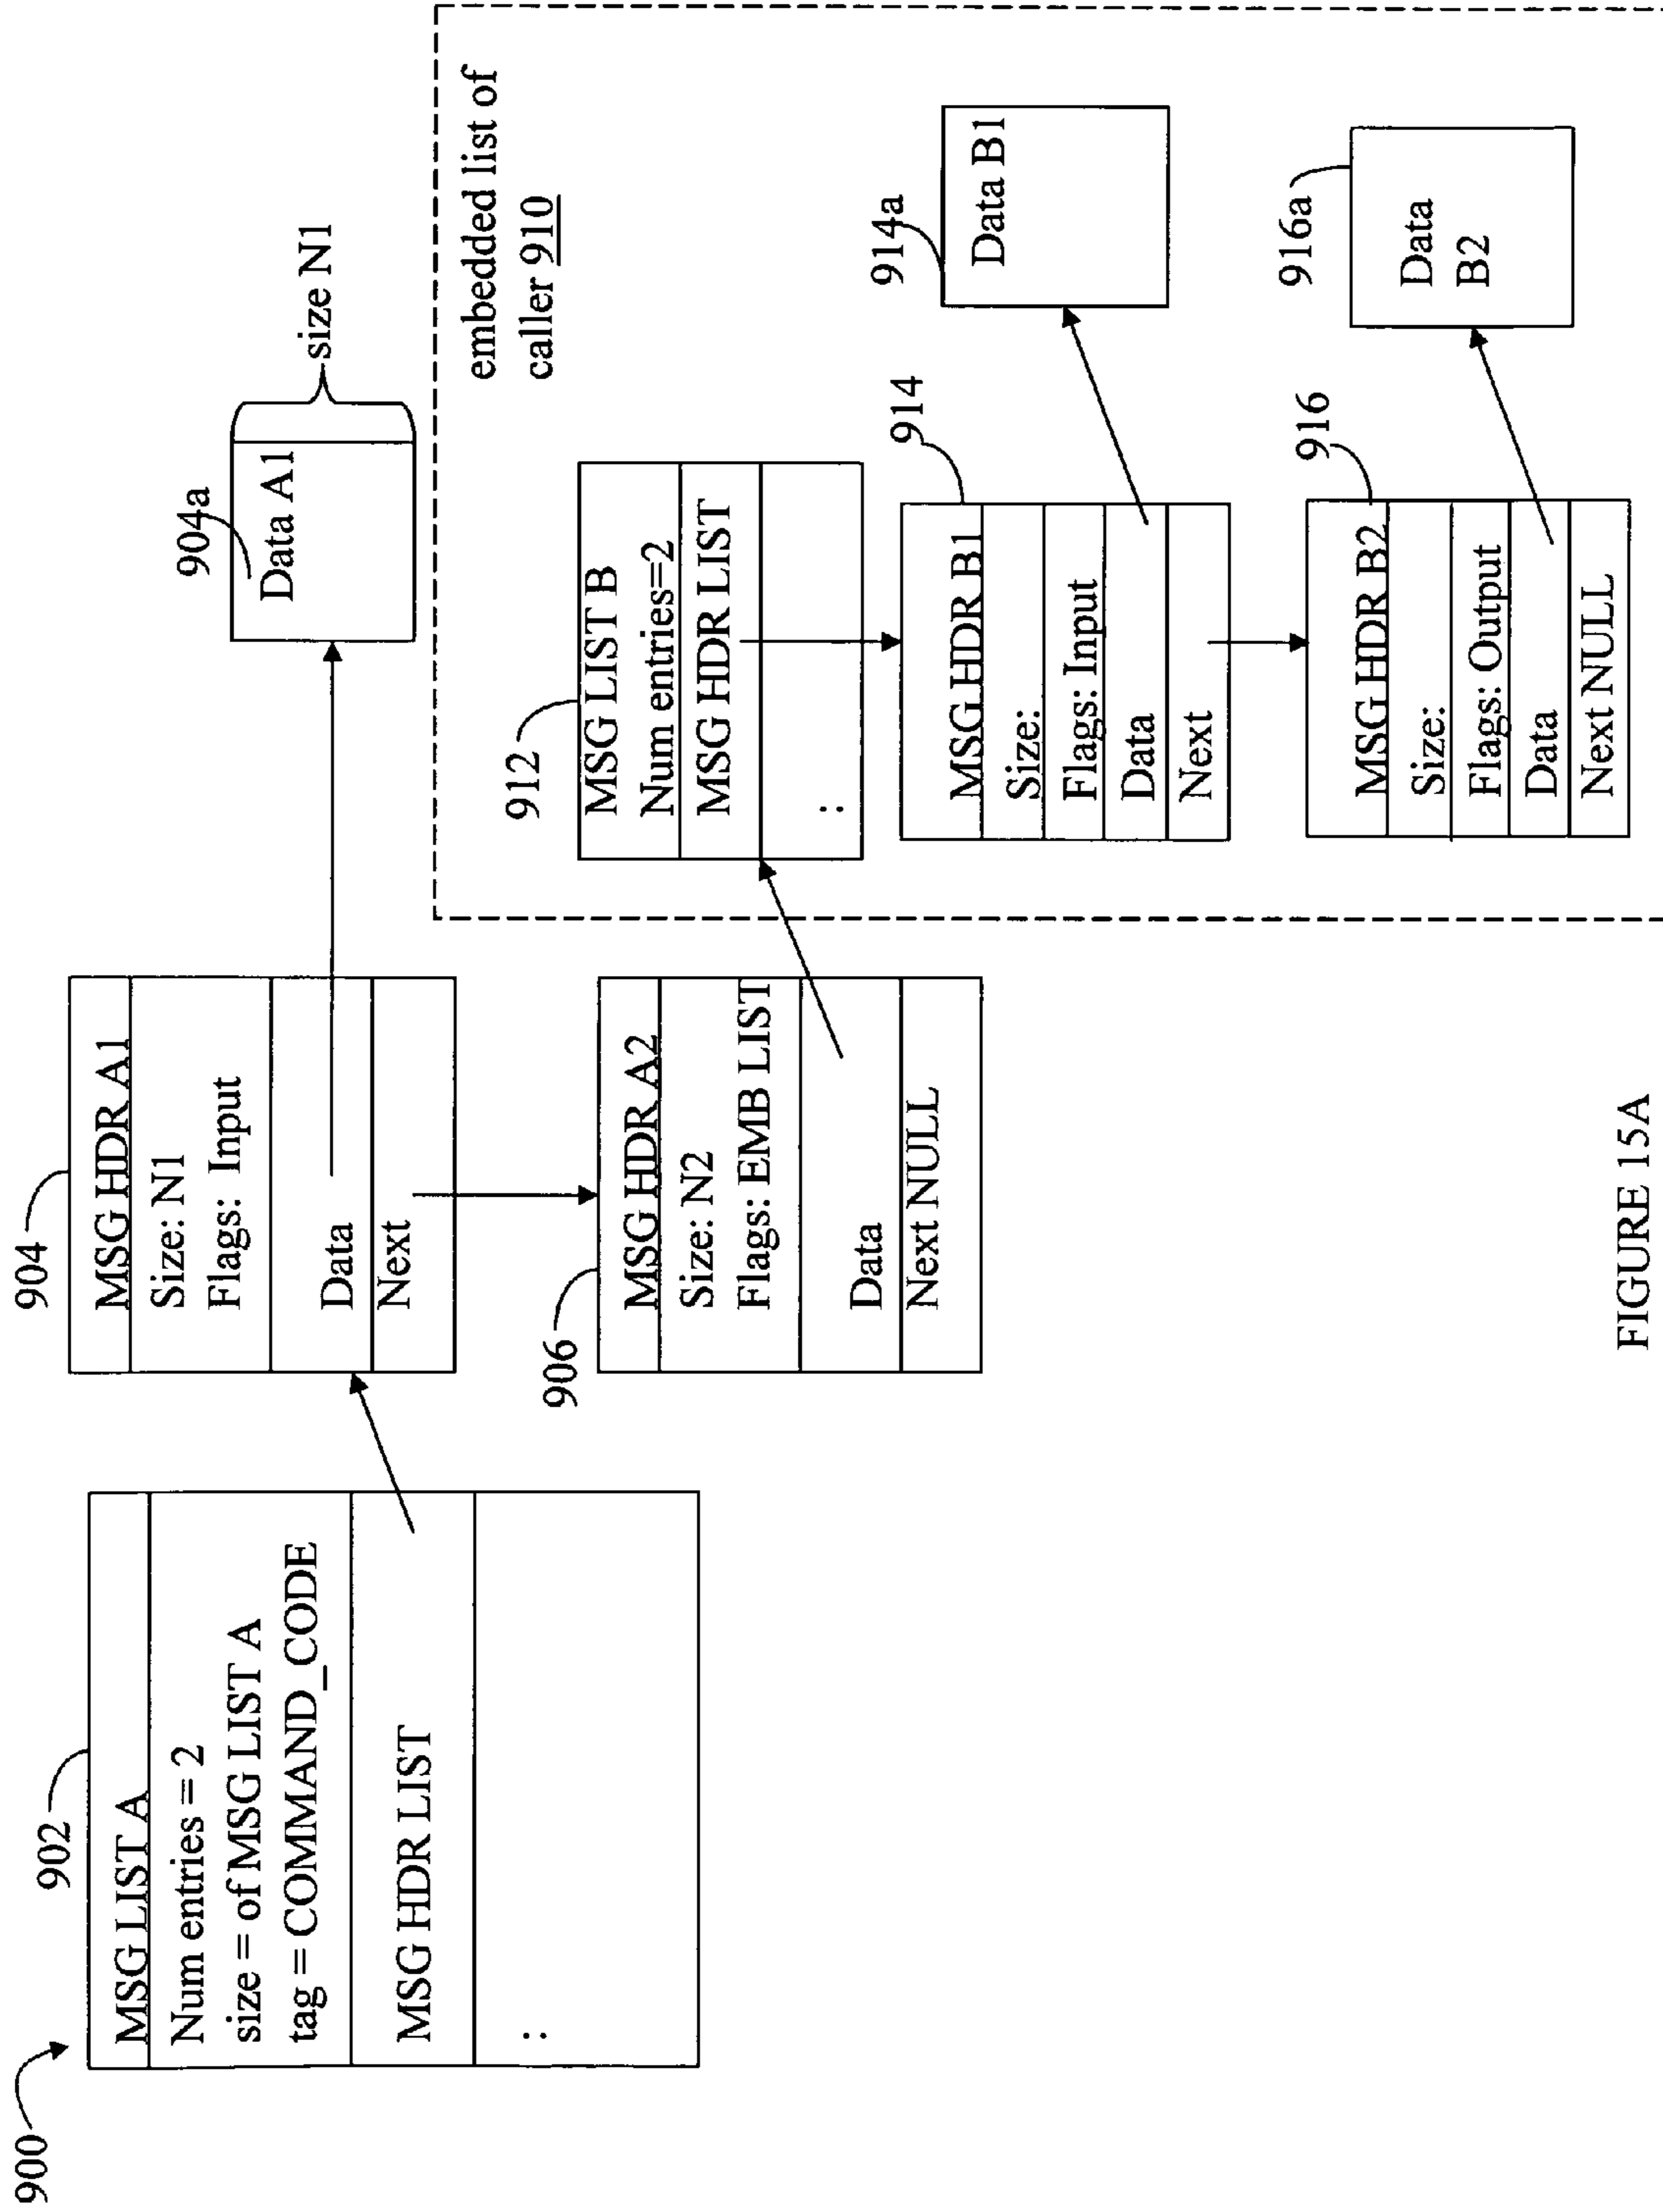 900
902
MSG LIST A
Num entries = 2
size = of MSG LIST A
tag = COMMAND_CODE
MSG HDR LIST
:
904
MSG HDR A1
Size: N1
Flags: Input
Data
Next
904a
Data A1
size N1
906
MSG HDR A2
Size: N2
Flags: EMB LIST
Data
Next NULL
embedded list of
caller 910
912
MSG LIST B
Num entries=2
MSG HDR LIST
:
914
MSG HDR B1
Size:
Flags: Input
Data
Next
914a
Data B1
916
MSG HDR B2
Size:
Flags: Output
Data
Next NULL
916a
Data
B2
FIGURE 15A